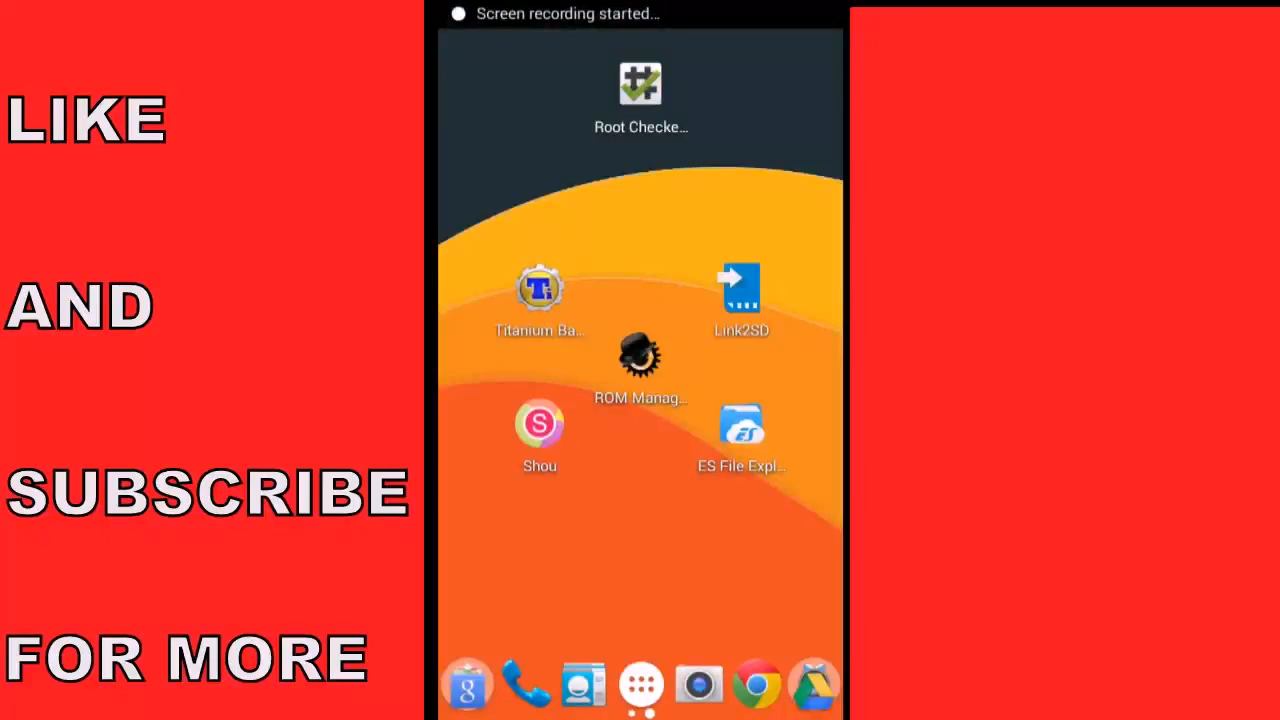 Screen recording started...
LIKE
AND
SUBSCRIBE
FOR MORE
Root Checke...
Titanium Ba...
Link2SD
ROM Manag...
Shou
ES File Expl...